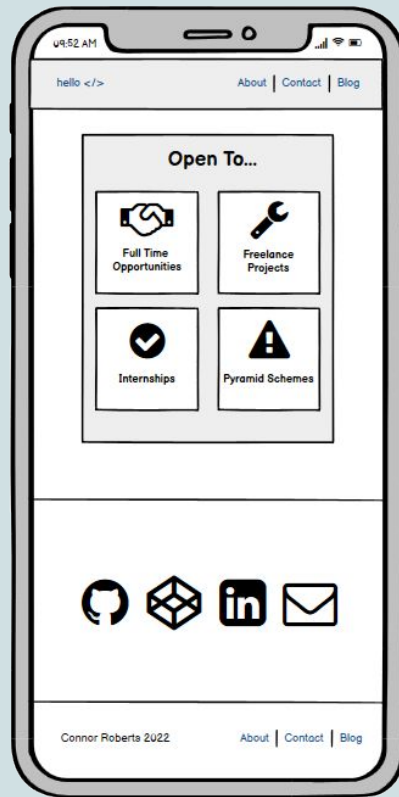 09:52 AM
hello </> About | Contact | Blog
Open To...
Full Time
Opportunities
Freelance
Projects
Internships
Pyramid Schemes
in
Connor Roberts 2022 About | Contact | Blog